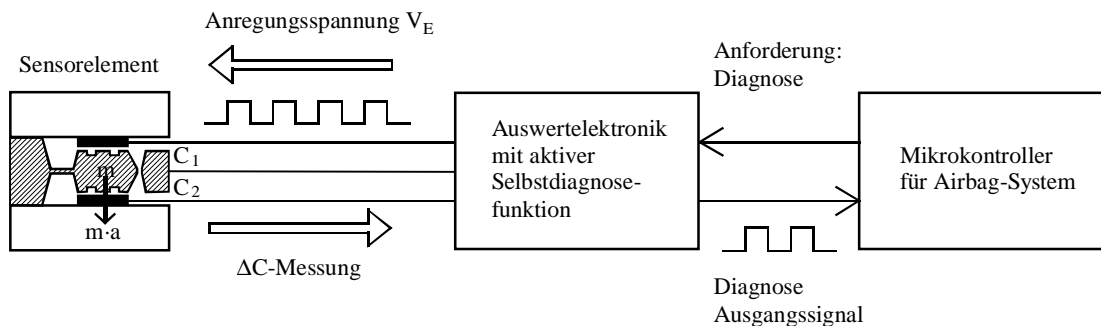 Anregungsspannung V_E
Sensorelement
C_1
m
C_2
m·a
ΔC-Messung
Auswertelektronik
mit aktiver
Selbstdiagnose-
funktion
Anforderung:
Diagnose
Diagnose
Ausgangssignal
Mikrokontroller
für Airbag-System